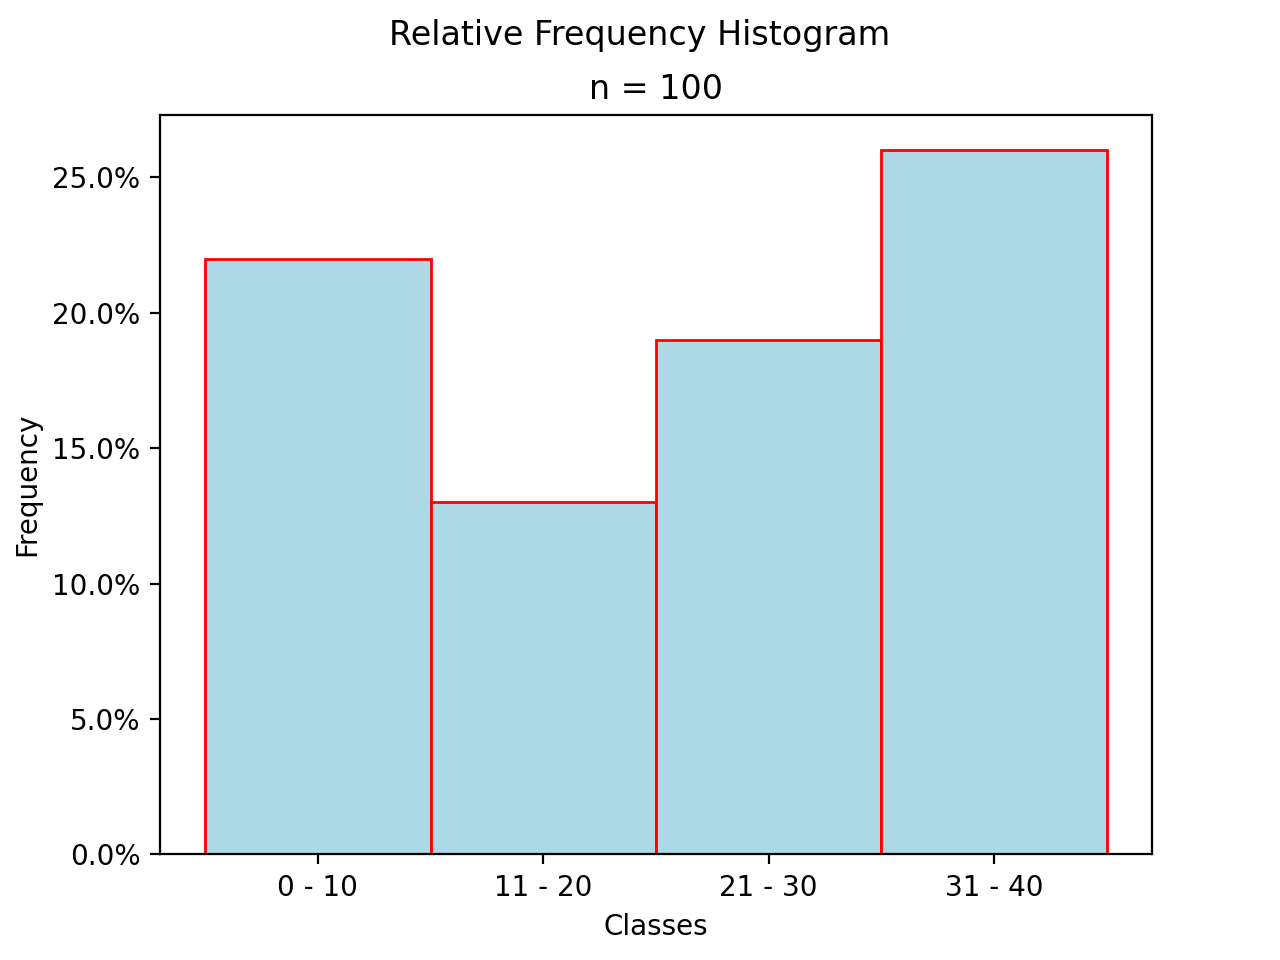 Relative Frequency Histogram
n = 100
25.0%
20.0%
15.0%
10.0%
5.0%
0.0%
Frequency
0 - 10
11 - 20
21 - 30
31 - 40
Classes